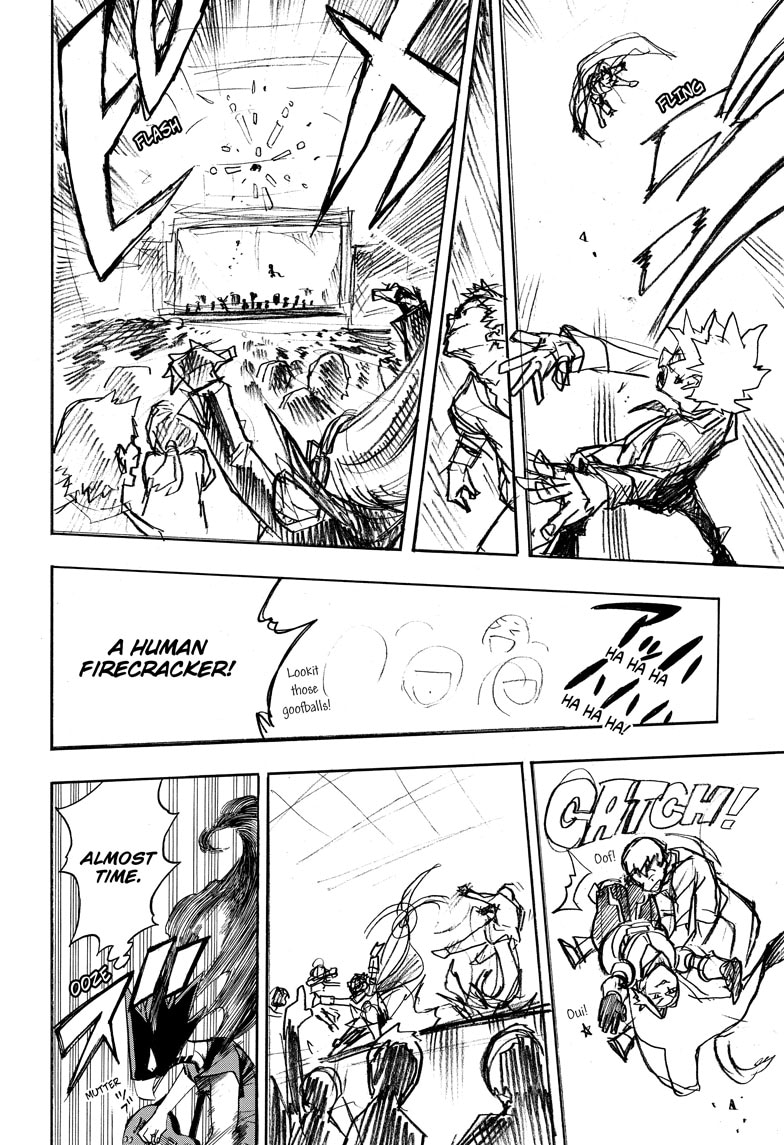 FLING
FLASH
HA HA HA
HA HA HA!
Lookit
those
goofballs!
A HUMAN
FIRECRACKER!
CATCH!
Oof!
Oui!
ALMOST
TIME.
OOZE
MUTTER